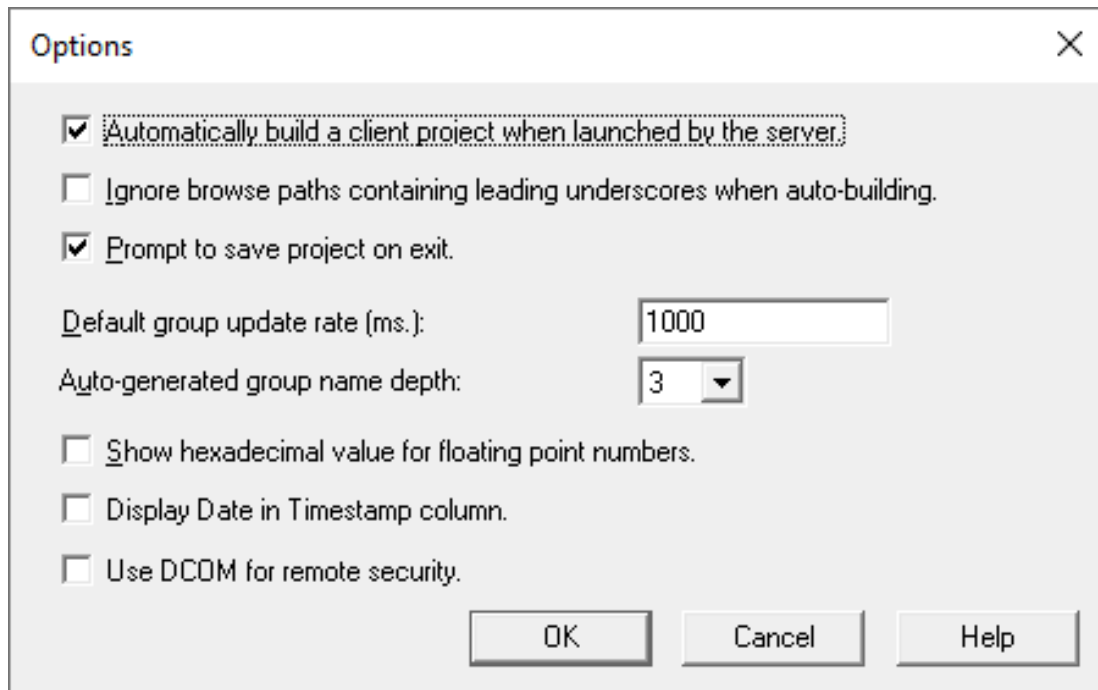 Options
Automatically build a client project when launched by the server.
Ignore browse paths containing leading underscores when auto-building.
Prompt to save project on exit.
Default group update rate (ms.): 1000
Auto-generated group name depth: 3
Show hexadecimal value for floating point numbers.
Display Date in Timestamp column.
Use DCOM for remote security.
OK Cancel Help